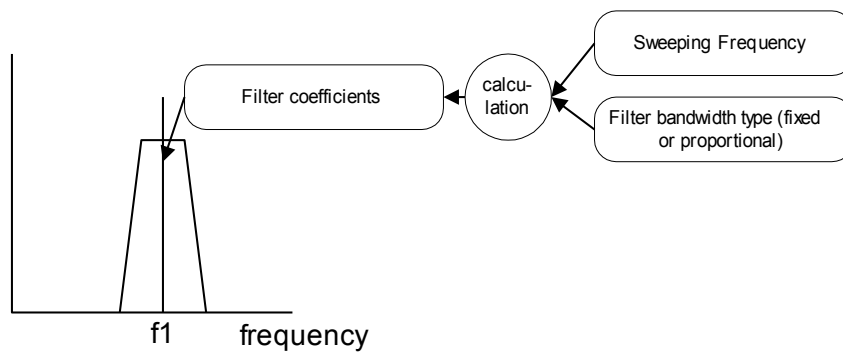 Sweeping Frequency
Filter coefficients
calcu-
lation
Filter bandwidth type (fixed
or proportional)
f1
frequency